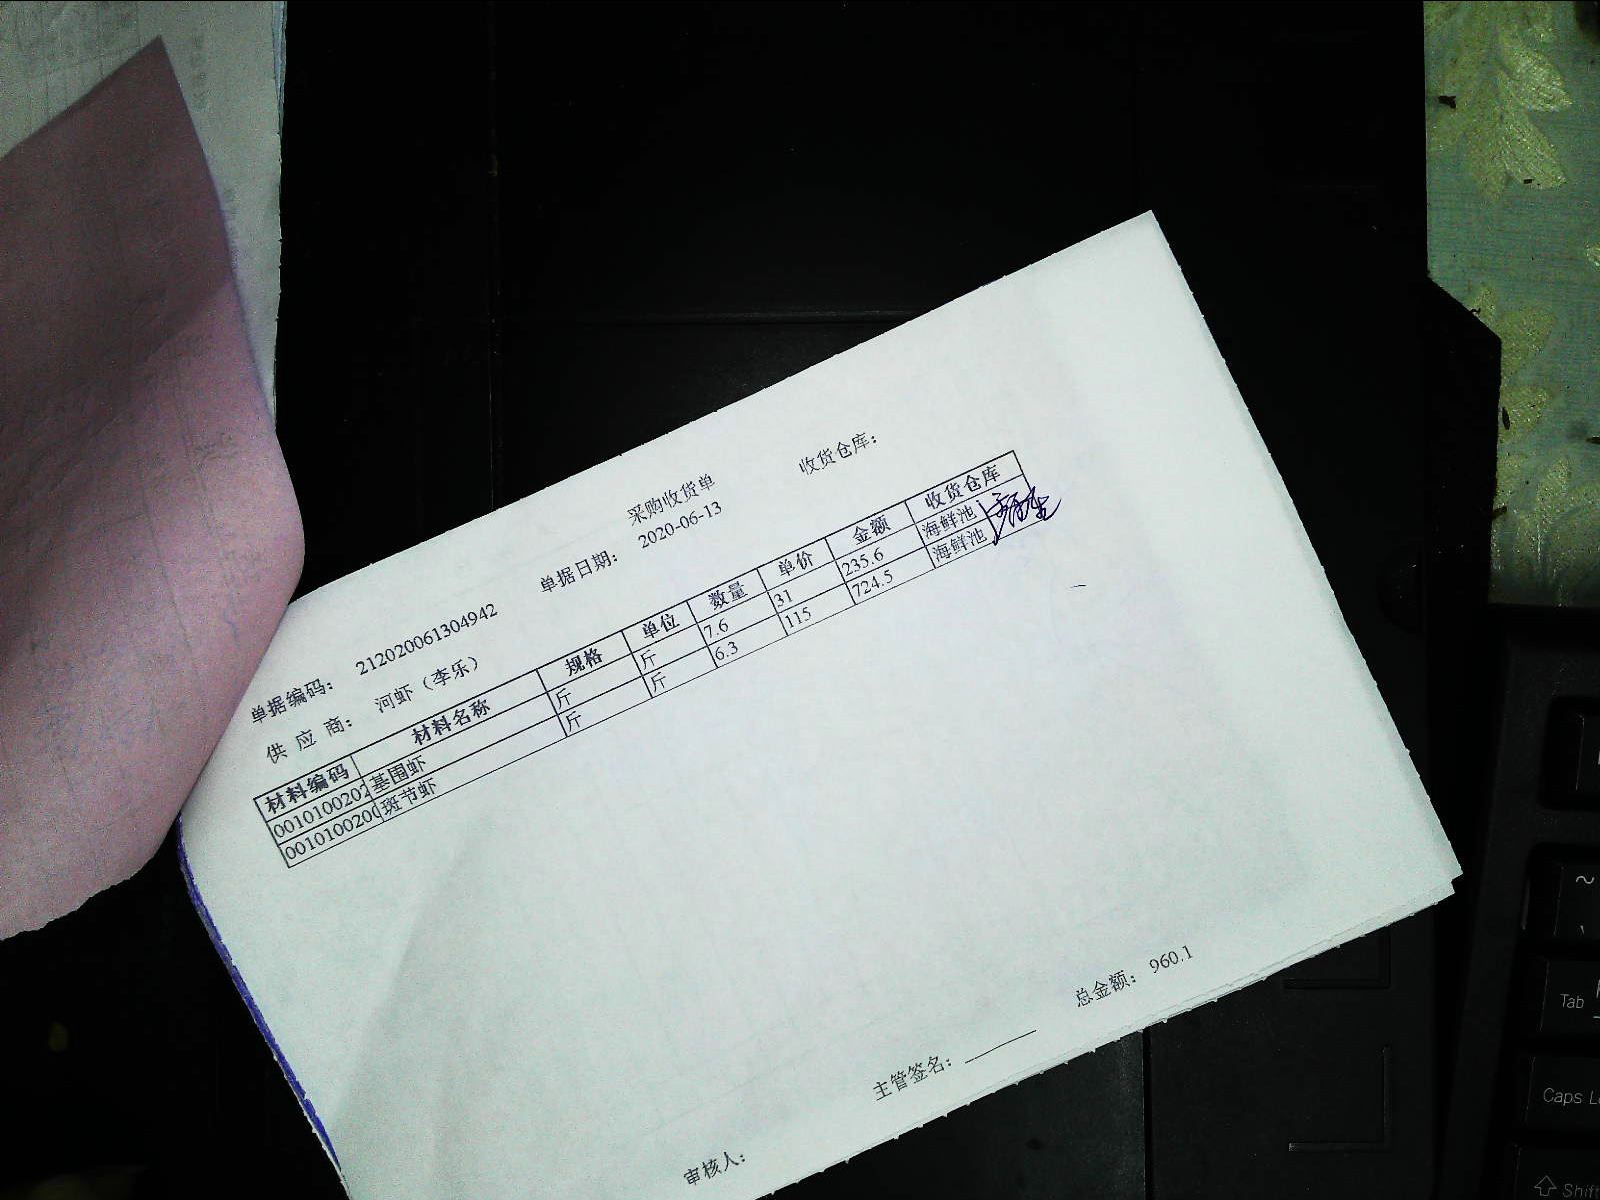 采购收货单
收货仓库：
单据编码： 212020061304942 单据日期： 2020-06-13
供 应 商： 河虾（李乐）
材料编码 材料名称 规格 单位 数量 单价 金额 收货仓库
0010100202 基围虾 斤 斤 7.6 31 235.6 海鲜池
001010020 斑节虾 斤 斤 6.3 115 724.5 海鲜池
审核人： 主管签名： 总金额： 960.1
~
Tab
Caps L
Shift